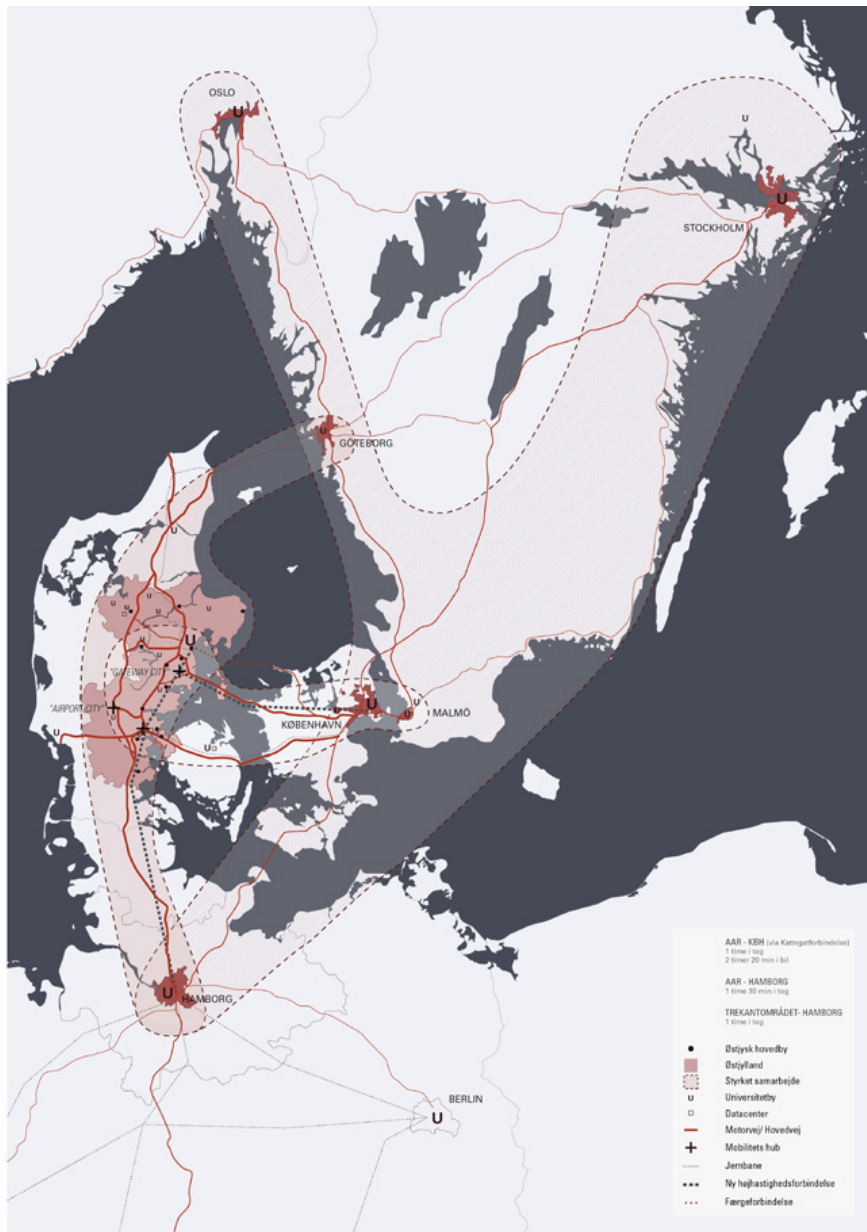 OSLO
U
U
U
STOCKHOLM
U
GÖTEBORG
U
U
U
U
U
U
U
U
U
"GATEWAY CITY"
U
"AIRPORT CITY"
U
U
U
U
U
MALMÖ
KØBENHAVN
U
U
U
HAMBORG
BERLIN
U
AAR - KBH (via Kattegatforbindelse)
1 time i tog
2 timer 20 min i bil
AAR - HAMBORG
1 time 30 min i tog
TREKANTOMRÅDET- HAMBORG
1 time i tog
Østjysk hovedby
Østjylland
Styrket samarbejde
U Universitetby
Datacenter
Motorvej/ Hovedvej
Mobilitets hub
Jernbane
Ny højhastighedsforbindelse
Færgeforbindelse